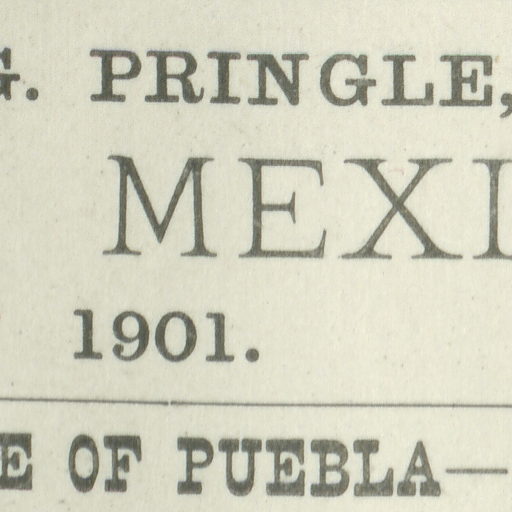 G. PRINGLE,
MEXI
1901.
E OF PUEBLA—